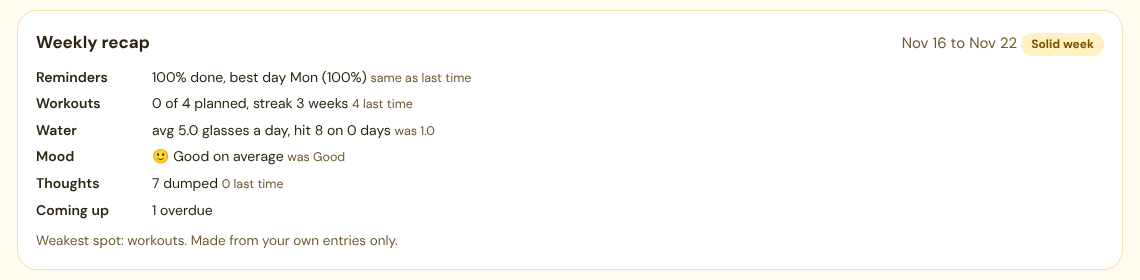 Weekly recap Nov 16 to Nov 22 Solid week
Reminders 100% done, best day Mon (100%) same as last time
Workouts 0 of 4 planned, streak 3 weeks 4 last time
Water avg 5.0 glasses a day, hit 8 on 0 days was 1.0
Mood 🙂 Good on average was Good
Thoughts 7 dumped 0 last time
Coming up 1 overdue
Weakest spot: workouts. Made from your own entries only.